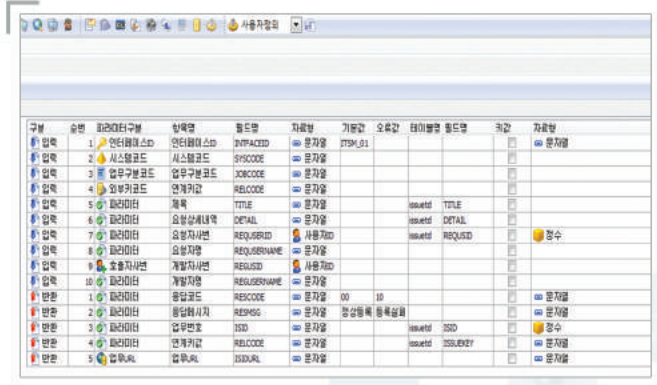 사용자정의
구분 순번 파라미터구분 항목명 필드명 자료형 기본값 오류값 테이블명 필드명 키값 자료형
입력 1 인터페이스ID 인터페이스ID INTFACEID 문자열 ITSM_01 문자열
입력 2 시스템코드 시스템코드 SYSCODE 문자열
입력 3 업무구분코드 업무구분코드 JOBCODE 문자열
입력 4 외부키코드 연계키값 RELCODE 문자열
입력 5 파라미터 제목 TITLE 문자열 issuetd TITLE
입력 6 파라미터 요청상세내역 DETAIL 문자열 issuetd DETAIL
입력 7 파라미터 요청자사번 REQUSERID 사용자ID issuetd REQUSID 정수
입력 8 파라미터 요청자명 REQUSERNAME 문자열
입력 9 호출자사번 개발자사번 REGUSID 사용자ID
입력 10 파라미터 개발자명 REGUSERNAME 문자열
반환 1 파라미터 응답코드 RESCODE 문자열 00 10 문자열
반환 2 파라미터 응답메시지 RESMSG 문자열 정상등록 등록실패 문자열
반환 3 파라미터 업무번호 ISID 문자열 issuetd ISID 정수
반환 4 파라미터 연계키값 RELCODE 문자열 issuetd ISSUEKEY 문자열
반환 5 업무URL 업무URL ISIDURL 문자열 문자열